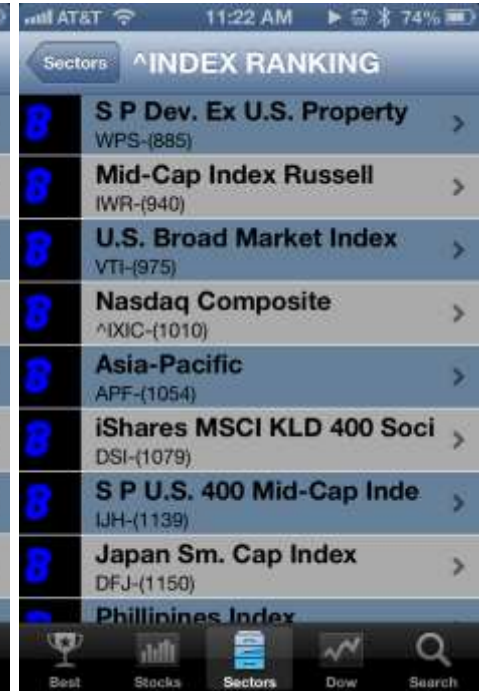 AT&T 11:22 AM 74%
Sectors ^INDEX RANKING
8 S P Dev. Ex U.S. Property
WPS-(885)
8 Mid-Cap Index Russell
IWR-(940)
8 U.S. Broad Market Index
VTI-(975)
8 Nasdaq Composite
^IXIC-(1010)
8 Asia-Pacific
APF-(1054)
8 iShares MSCI KLD 400 Soci
DSI-(1079)
8 S P U.S. 400 Mid-Cap Inde
IJH-(1139)
8 Japan Sm. Cap Index
DFJ-(1150)
Phillipines Index
Best Stocks Sectors Dow Search